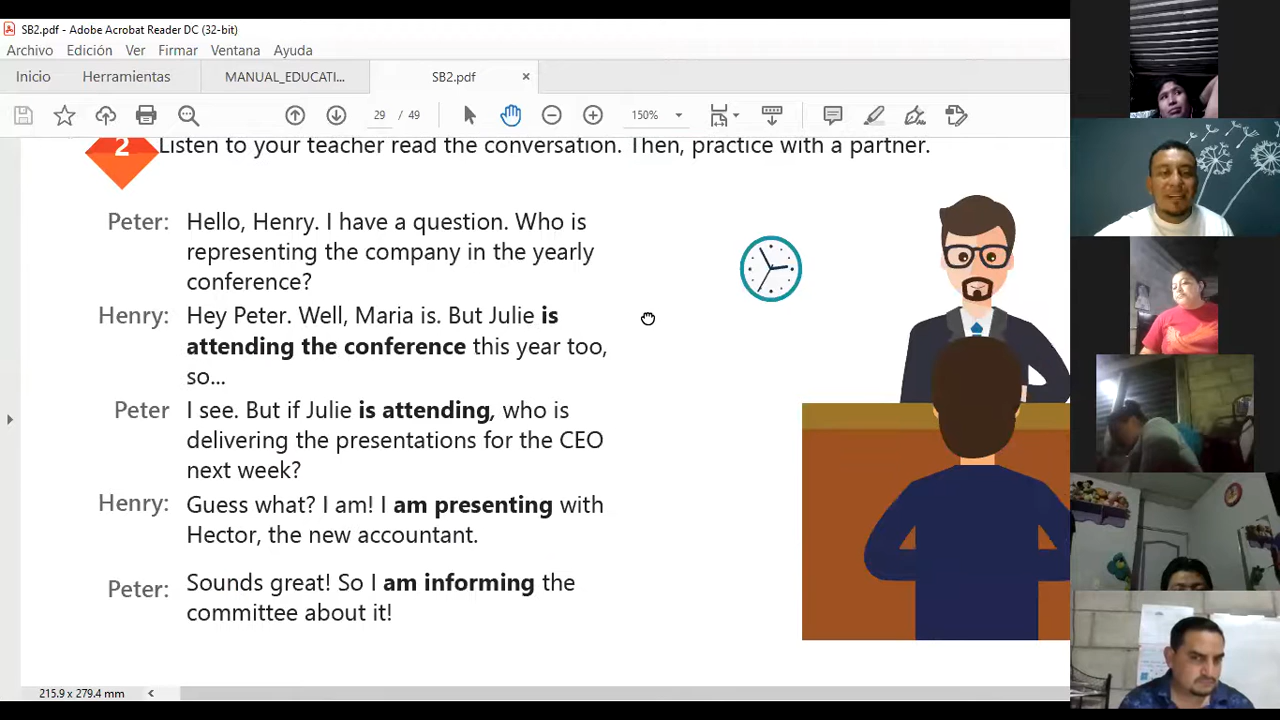 SB2.pdf - Adobe Acrobat Reader DC (32-bit)
Archivo Edición Ver Firmar Ventana Ayuda
Inicio Herramientas MANUAL_EDUCATI... SB2.pdf ×
29 / 49 150%
2 Listen to your teacher read the conversation. Then, practice with a partner.
Peter: Hello, Henry. I have a question. Who is
representing the company in the yearly
conference?
Henry: Hey Peter. Well, Maria is. But Julie is
attending the conference this year too,
so...
Peter I see. But if Julie is attending, who is
delivering the presentations for the CEO
next week?
Henry: Guess what? I am! I am presenting with
Hector, the new accountant.
Peter: Sounds great! So I am informing the
committee about it!
215.9 x 279.4 mm